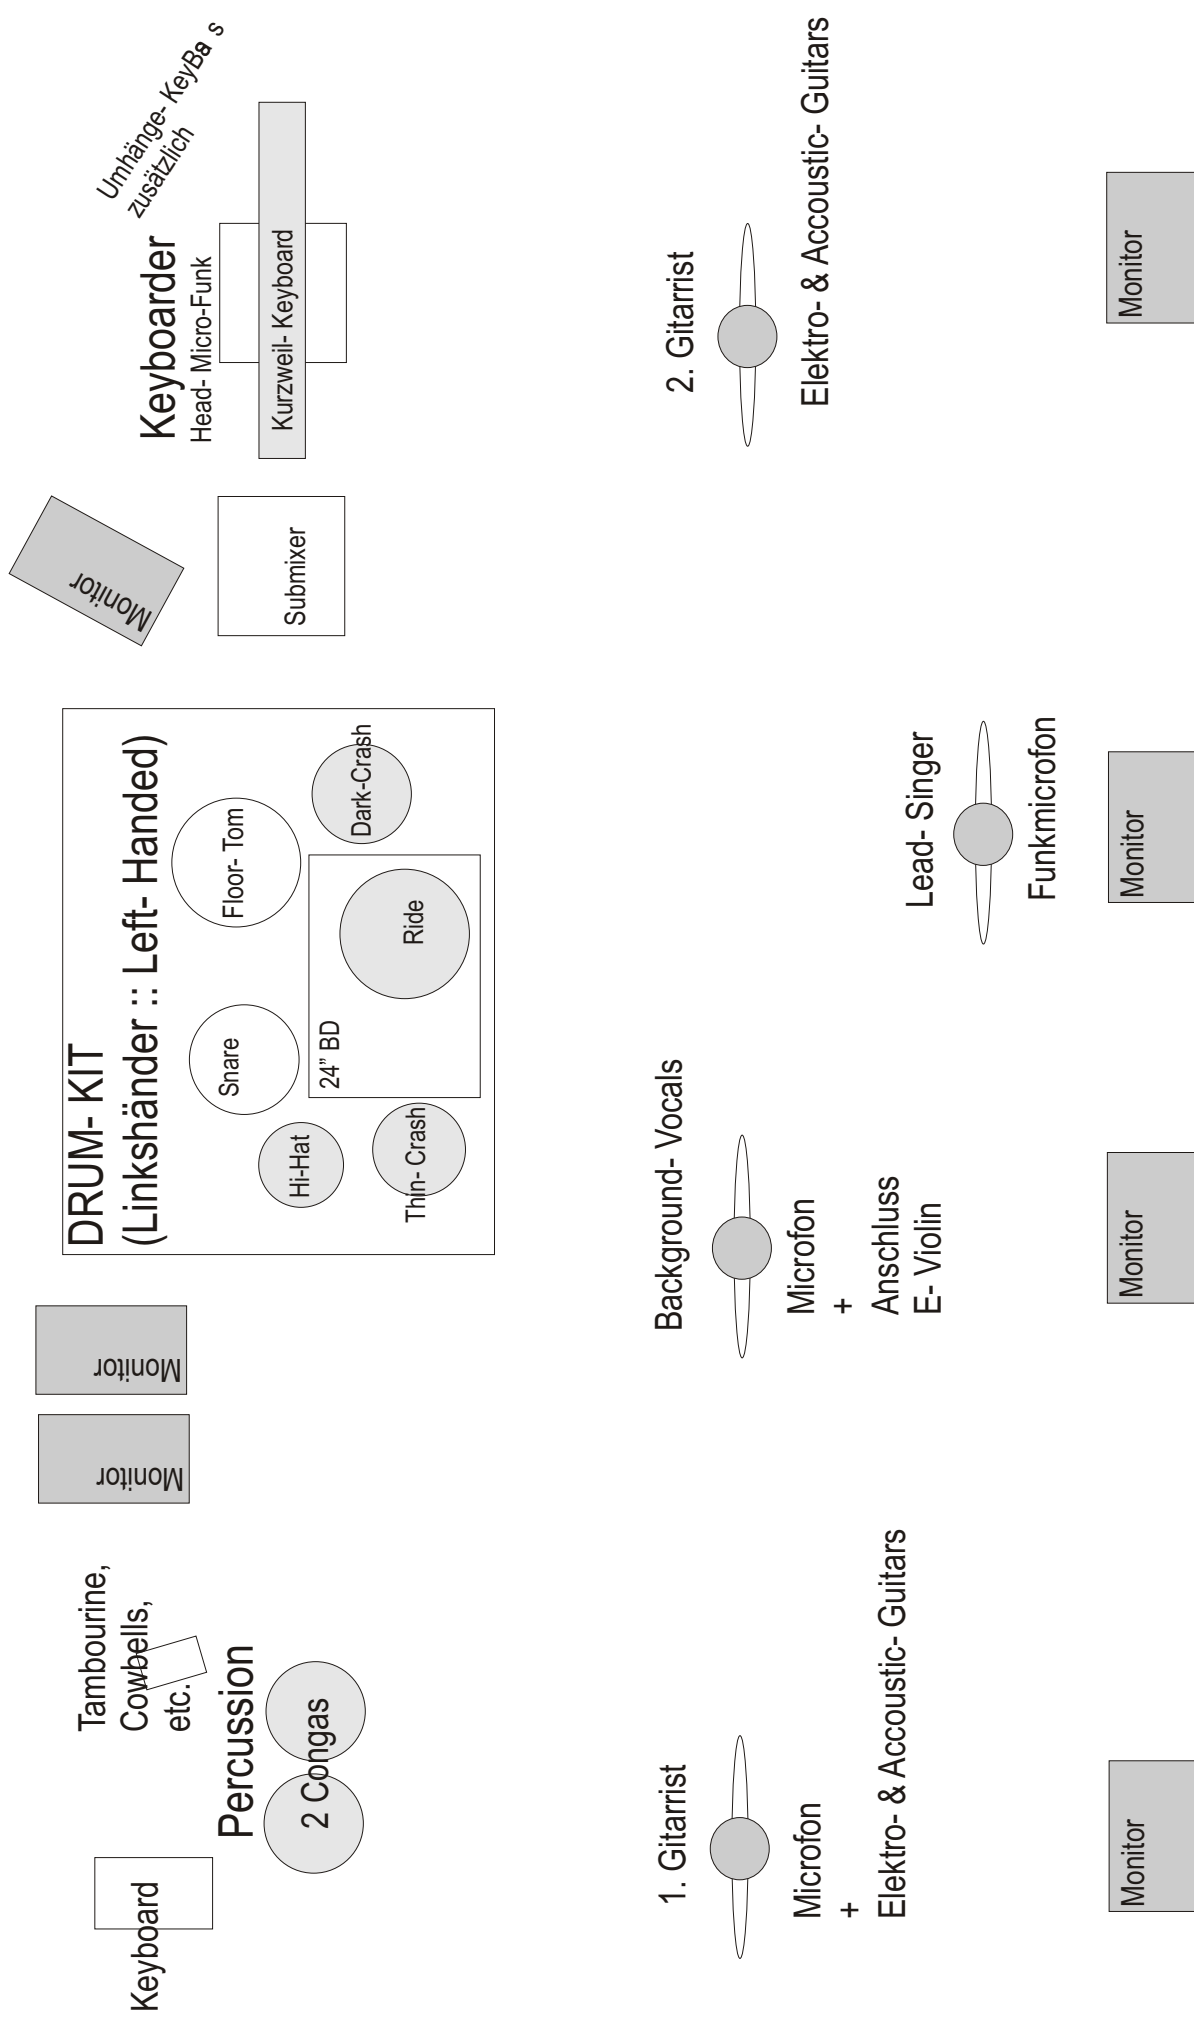 Keyboard
Tambourine,
Cowbells,
etc.
Percussion
2 Congas
Monitor
Monitor
DRUM- KIT
(Linkshänder :: Left- Handed)
Hi-Hat
Snare
Floor- Tom
Thin- Crash
24” BD
Ride
Dark-Crash
Monitor
Submixer
Umhänge- KeyBass
zusätzlich
Keyboarder
Head- Micro-Funk
Kurzweil- Keyboard
1. Gitarrist
Microfon
+
Elektro- & Accoustic- Guitars
Background- Vocals
Microfon
+
Anschluss
E- Violin
Lead- Singer
Funkmicrofon
2. Gitarrist
Elektro- & Accoustic- Guitars
Monitor
Monitor
Monitor
Monitor